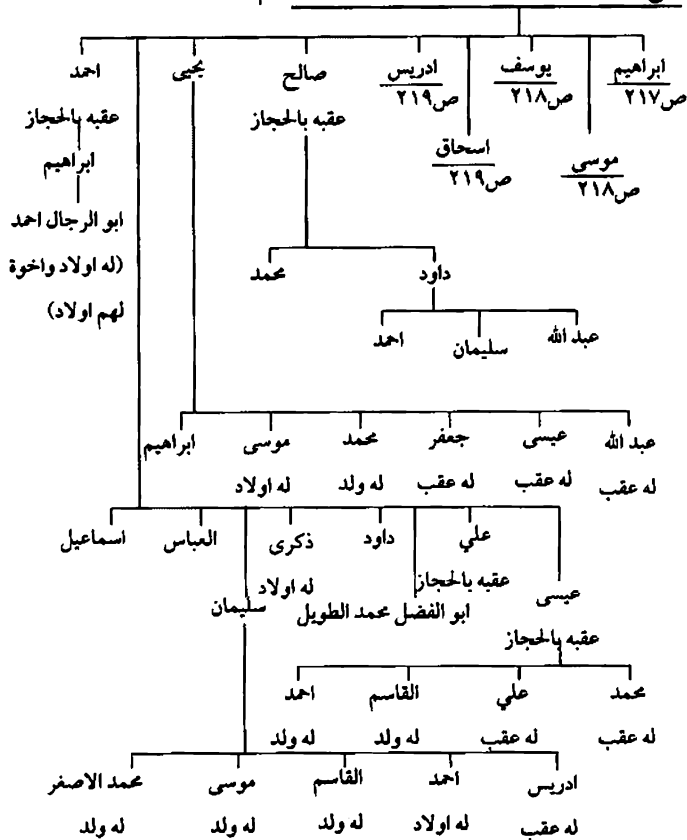 ابراهيم
ص٢١٧
يوسف
ص٢١٨
ادريس
ص٢١٩
صالح
عقبه بالحجاز
يحيى
احمد
عقبه بالحجاز
ابراهيم
ابو الرجال احمد
(له اولاد واخوة
لهم اولاد)
موسى
ص٢١٨
اسحاق
ص٢١٩
داود
محمد
عبد الله
سليمان
احمد
عبد الله
له عقب
عيسى
له عقب
جعفر
له عقب
محمد
له ولد
موسى
له اولاد
ابراهيم
عيسى
عقبه بالحجاز
علي
عقبه بالحجاز
ابو الفضل محمد الطويل
داود
ذكرى
له اولاد
سليمان
العباس
اسماعيل
محمد
له عقب
علي
له عقب
القاسم
له ولد
احمد
له ولد
ادريس
له عقب
احمد
له اولاد
القاسم
له ولد
موسى
له ولد
محمد الاصغر
له ولد